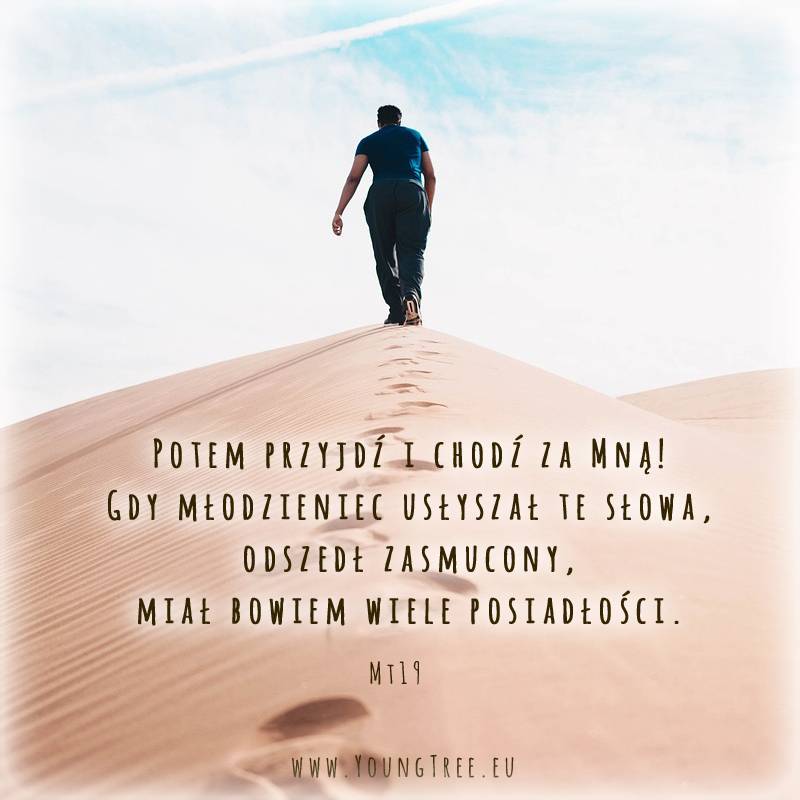 Potem przyjdź i chodź za Mną!
Gdy młodzieniec usłyszał te słowa,
odszedł zasmucony,
miał bowiem wiele posiadłości.
Mt19
www.YoungTree.eu